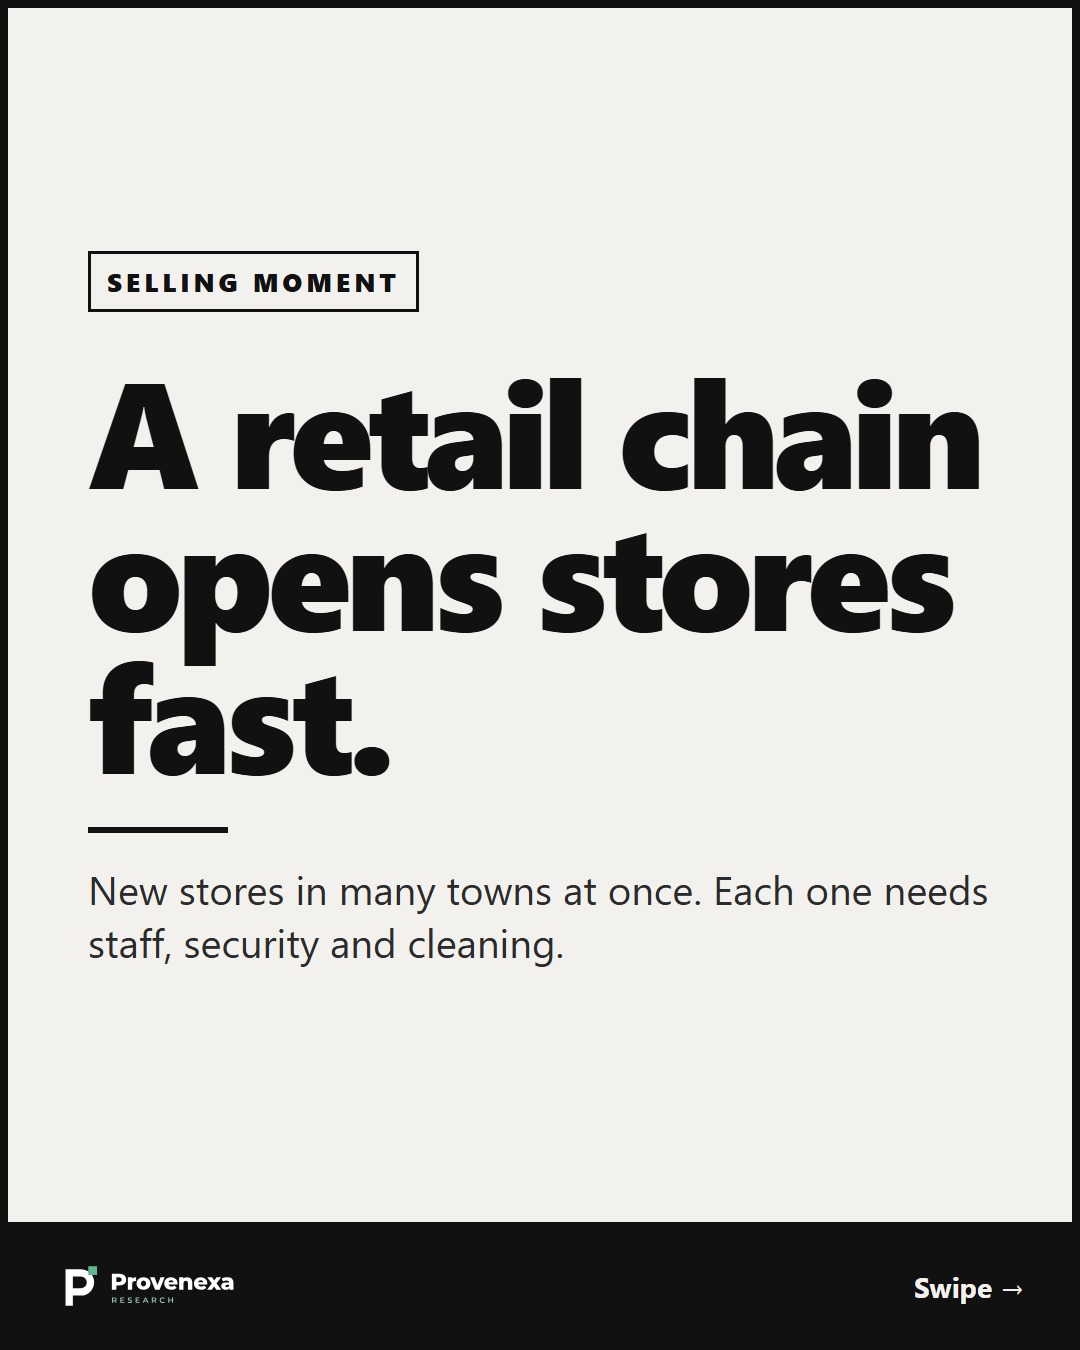 SELLING MOMENT
A retail chain
opens stores
fast.
New stores in many towns at once. Each one needs
staff, security and cleaning.
Provenexa
RESEARCH
Swipe →